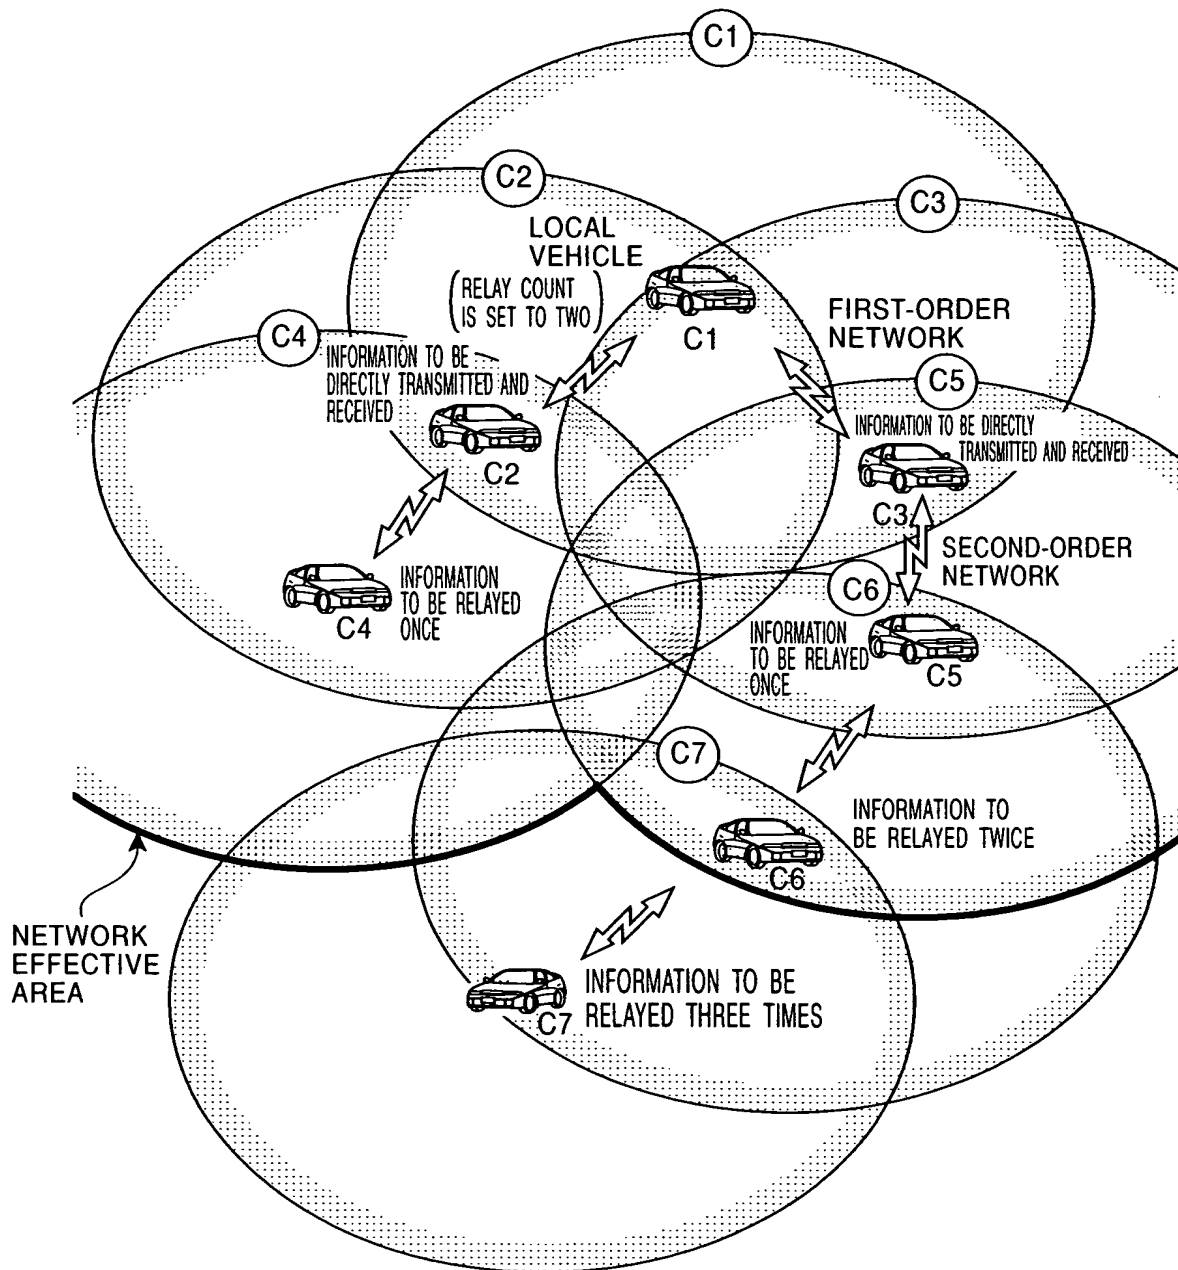 C1
C2
C3
LOCAL
VEHICLE
(RELAY COUNT
IS SET TO TWO)
C1
FIRST-ORDER
NETWORK
C4
INFORMATION TO BE
DIRECTLY TRANSMITTED AND
RECEIVED
C2
C5
INFORMATION TO BE DIRECTLY
TRANSMITTED AND RECEIVED
C3
SECOND-ORDER
NETWORK
INFORMATION
TO BE RELAYED
ONCE
C4
C6
INFORMATION
TO BE RELAYED
ONCE
C5
C7
INFORMATION TO
BE RELAYED TWICE
C6
NETWORK
EFFECTIVE
AREA
INFORMATION TO BE
RELAYED THREE TIMES
C7